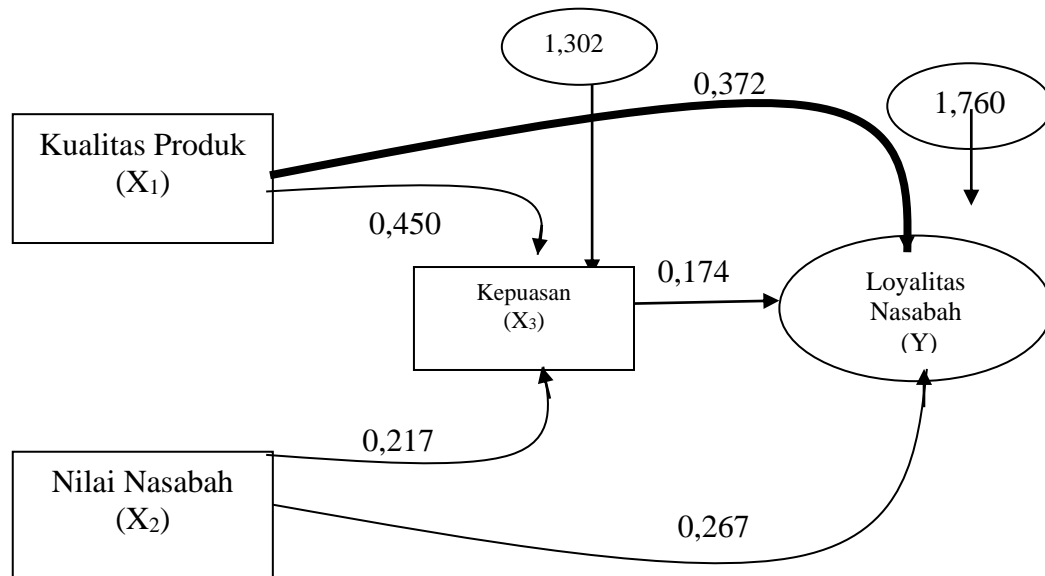 1,302
0,372
1,760
Kualitas Produk
(X₁)
0,450
Kepuasan
(X₃)
0,174
Loyalitas
Nasabah
(Y)
0,217
Nilai Nasabah
(X₂)
0,267